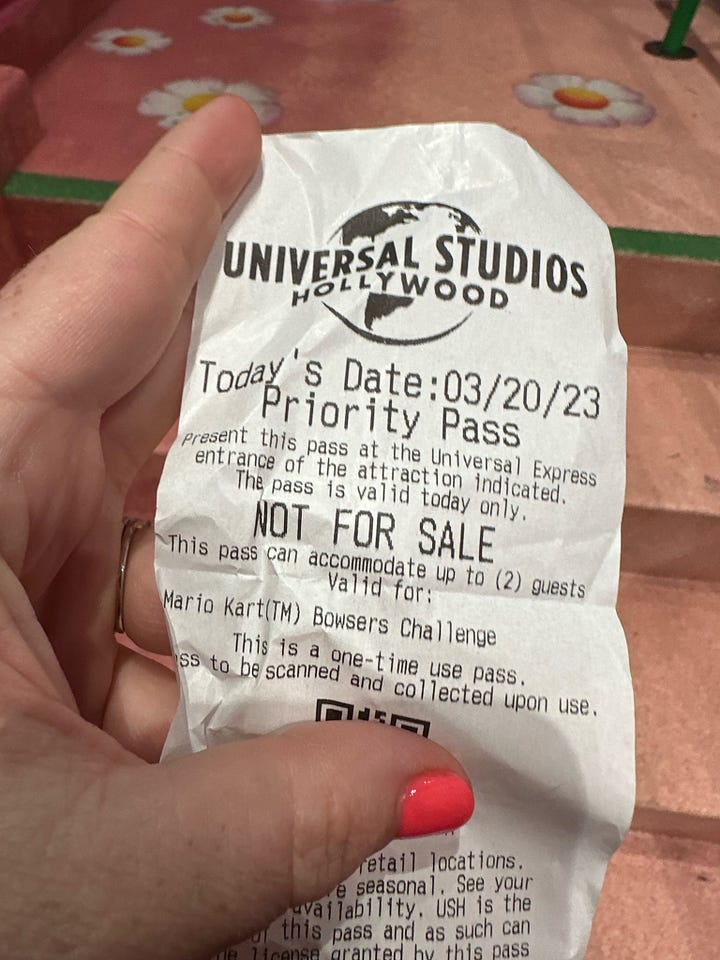 UNIVERSAL STUDIOS
HOLLYWOOD
Today's Date:03/20/23
Priority Pass
Present this pass at the Universal Express
entrance of the attraction indicated.
The pass is valid today only.
NOT FOR SALE
This pass can accommodate up to (2) guests
Valid for:
Mario Kart(TM) Bowsers Challenge
This is a one-time use pass.
ss to be scanned and collected upon use.
etail locations.
e seasonal. See your
availability. USH is the
of this pass and as such can
license granted by this pass